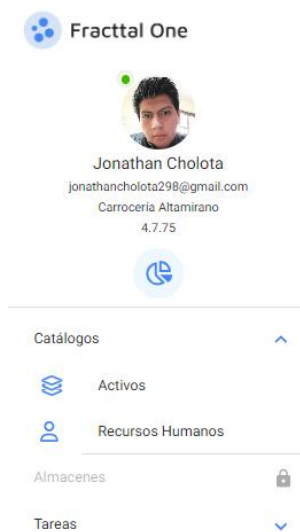 Fracttal One
Jonathan Cholota
jonathancholota298@gmail.com
Carrocería Altamirano
4.7.75
Catálogos
Activos
Recursos Humanos
Almacenes
Tareas